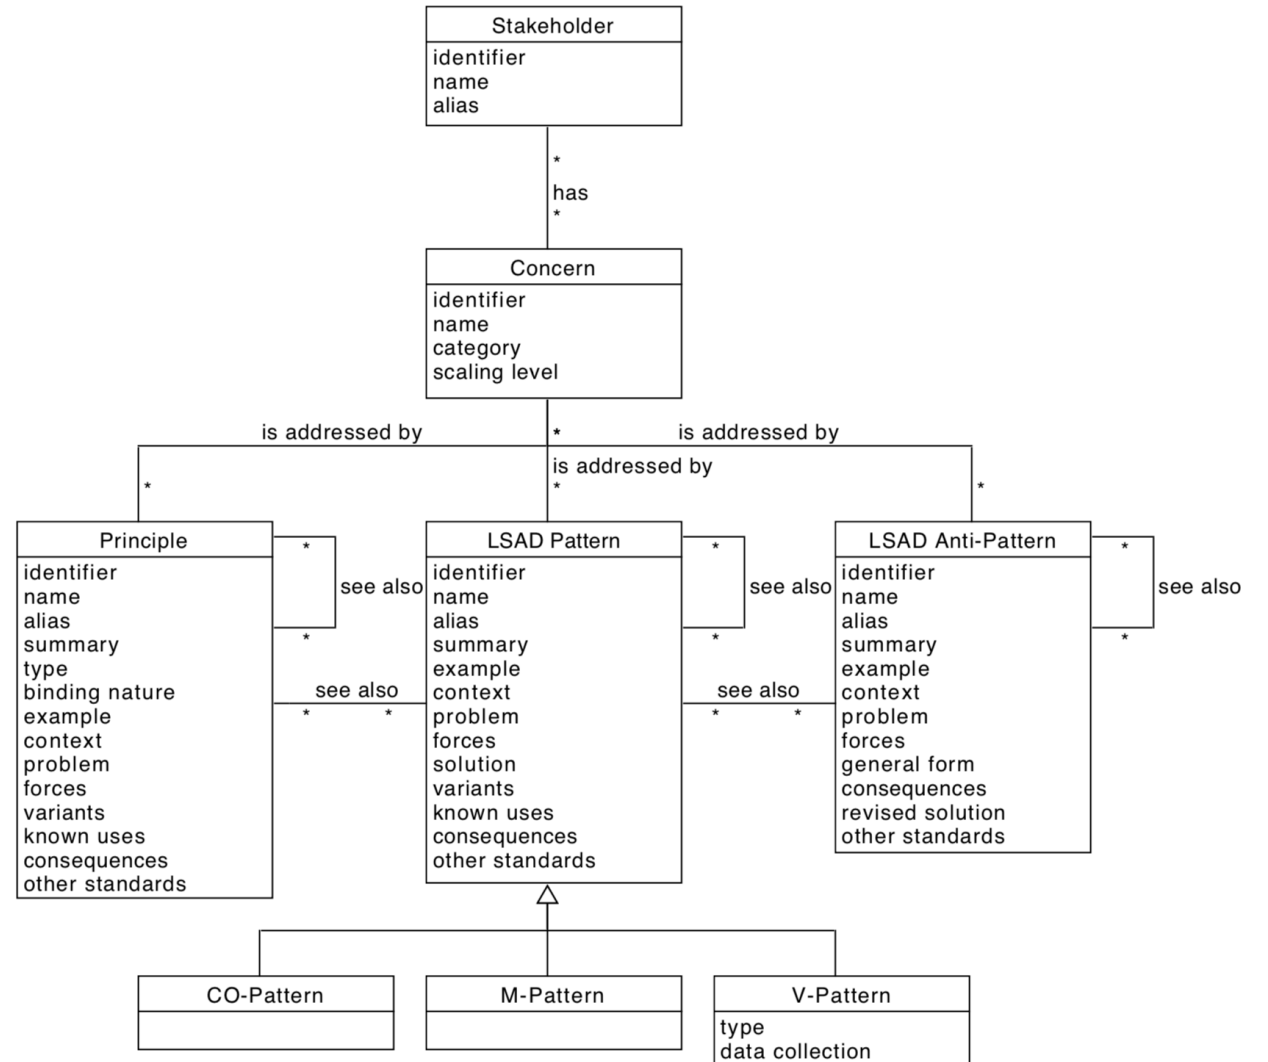 Stakeholder
identifier
name
alias
*
has
*
Concern
identifier
name
category
scaling level
is addressed by
*
is addressed by
is addressed by
*
*
*
Principle
identifier
name
alias
summary
type
binding nature
example
context
problem
forces
variants
known uses
consequences
other standards
*
see also
*
see also
* *
LSAD Pattern
identifier
name
alias
summary
example
context
problem
forces
solution
variants
known uses
consequences
other standards
*
see also
*
see also
* *
LSAD Anti-Pattern
identifier
name
alias
summary
example
context
problem
forces
general form
consequences
revised solution
other standards
*
see also
*
CO-Pattern
M-Pattern
V-Pattern
type
data collection